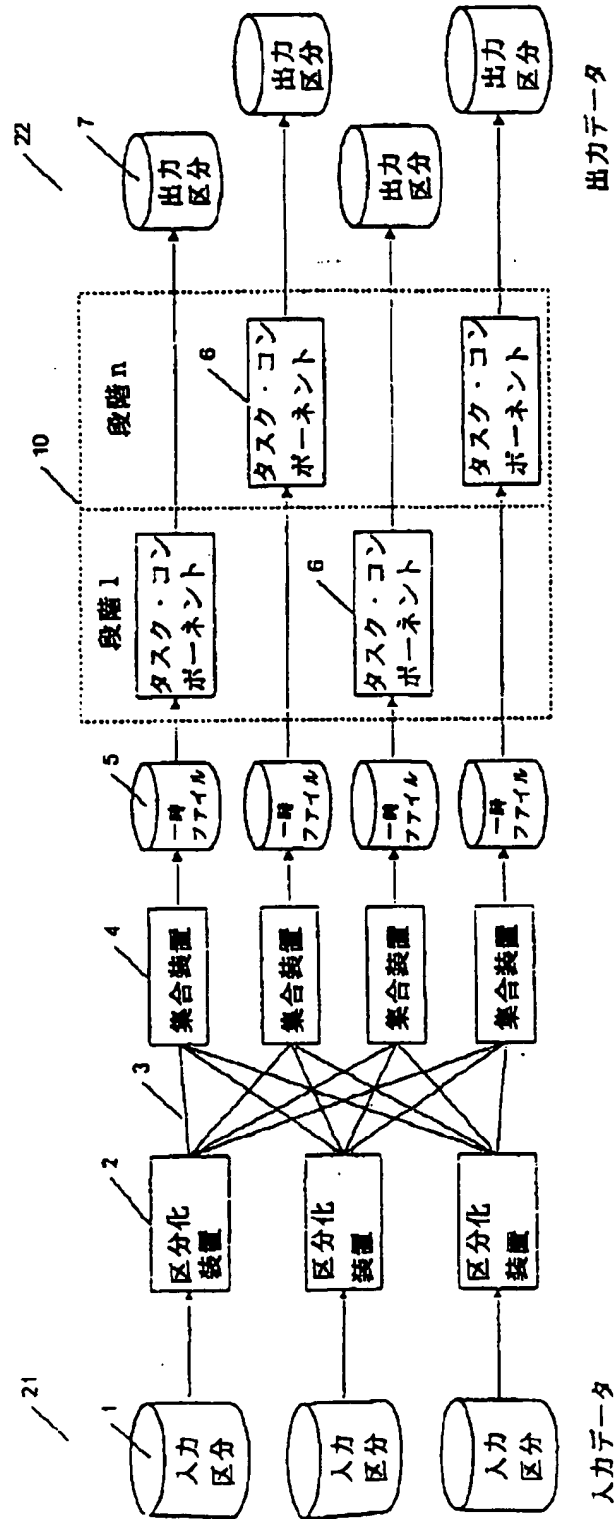 21
22
1
入力
区分
入力
区分
入力
区分
入力データ
2
区分化
装置
区分化
装置
区分化
装置
3
4
集合装置
集合装置
集合装置
集合装置
5
一時
ファイル
一時
ファイル
一時
ファイル
一時
ファイル
10
段階1
タスク・コン
ポーネント
タスク・コン
ポーネント
6
段階n
タスク・コン
ポーネント
6
タスク・コン
ポーネント
7
出力
区分
出力
区分
出力
区分
出力
区分
出力データ